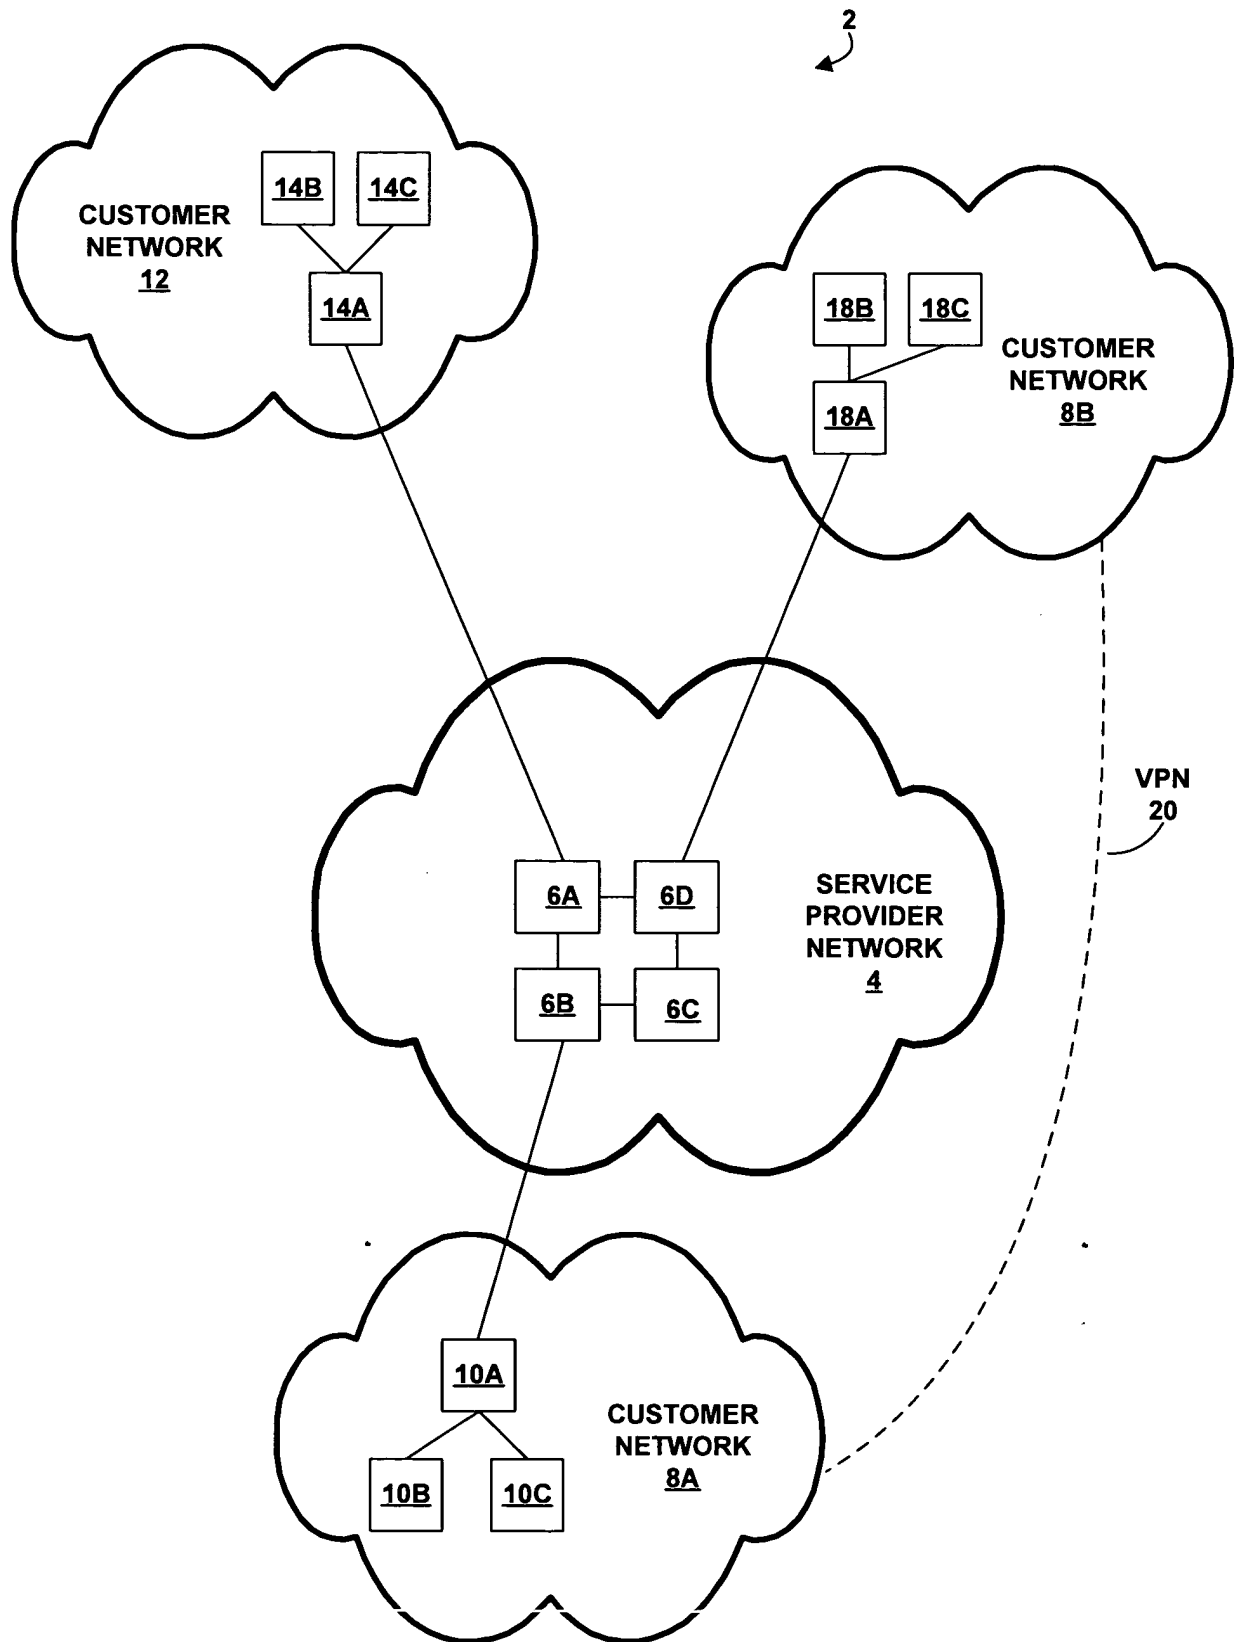 2
14B
14C
CUSTOMER
NETWORK
12
14A
18B
18C
CUSTOMER
NETWORK
8B
18A
VPN
20
6A
6D
SERVICE
PROVIDER
NETWORK
4
6B
6C
10A
CUSTOMER
NETWORK
8A
10B
10C